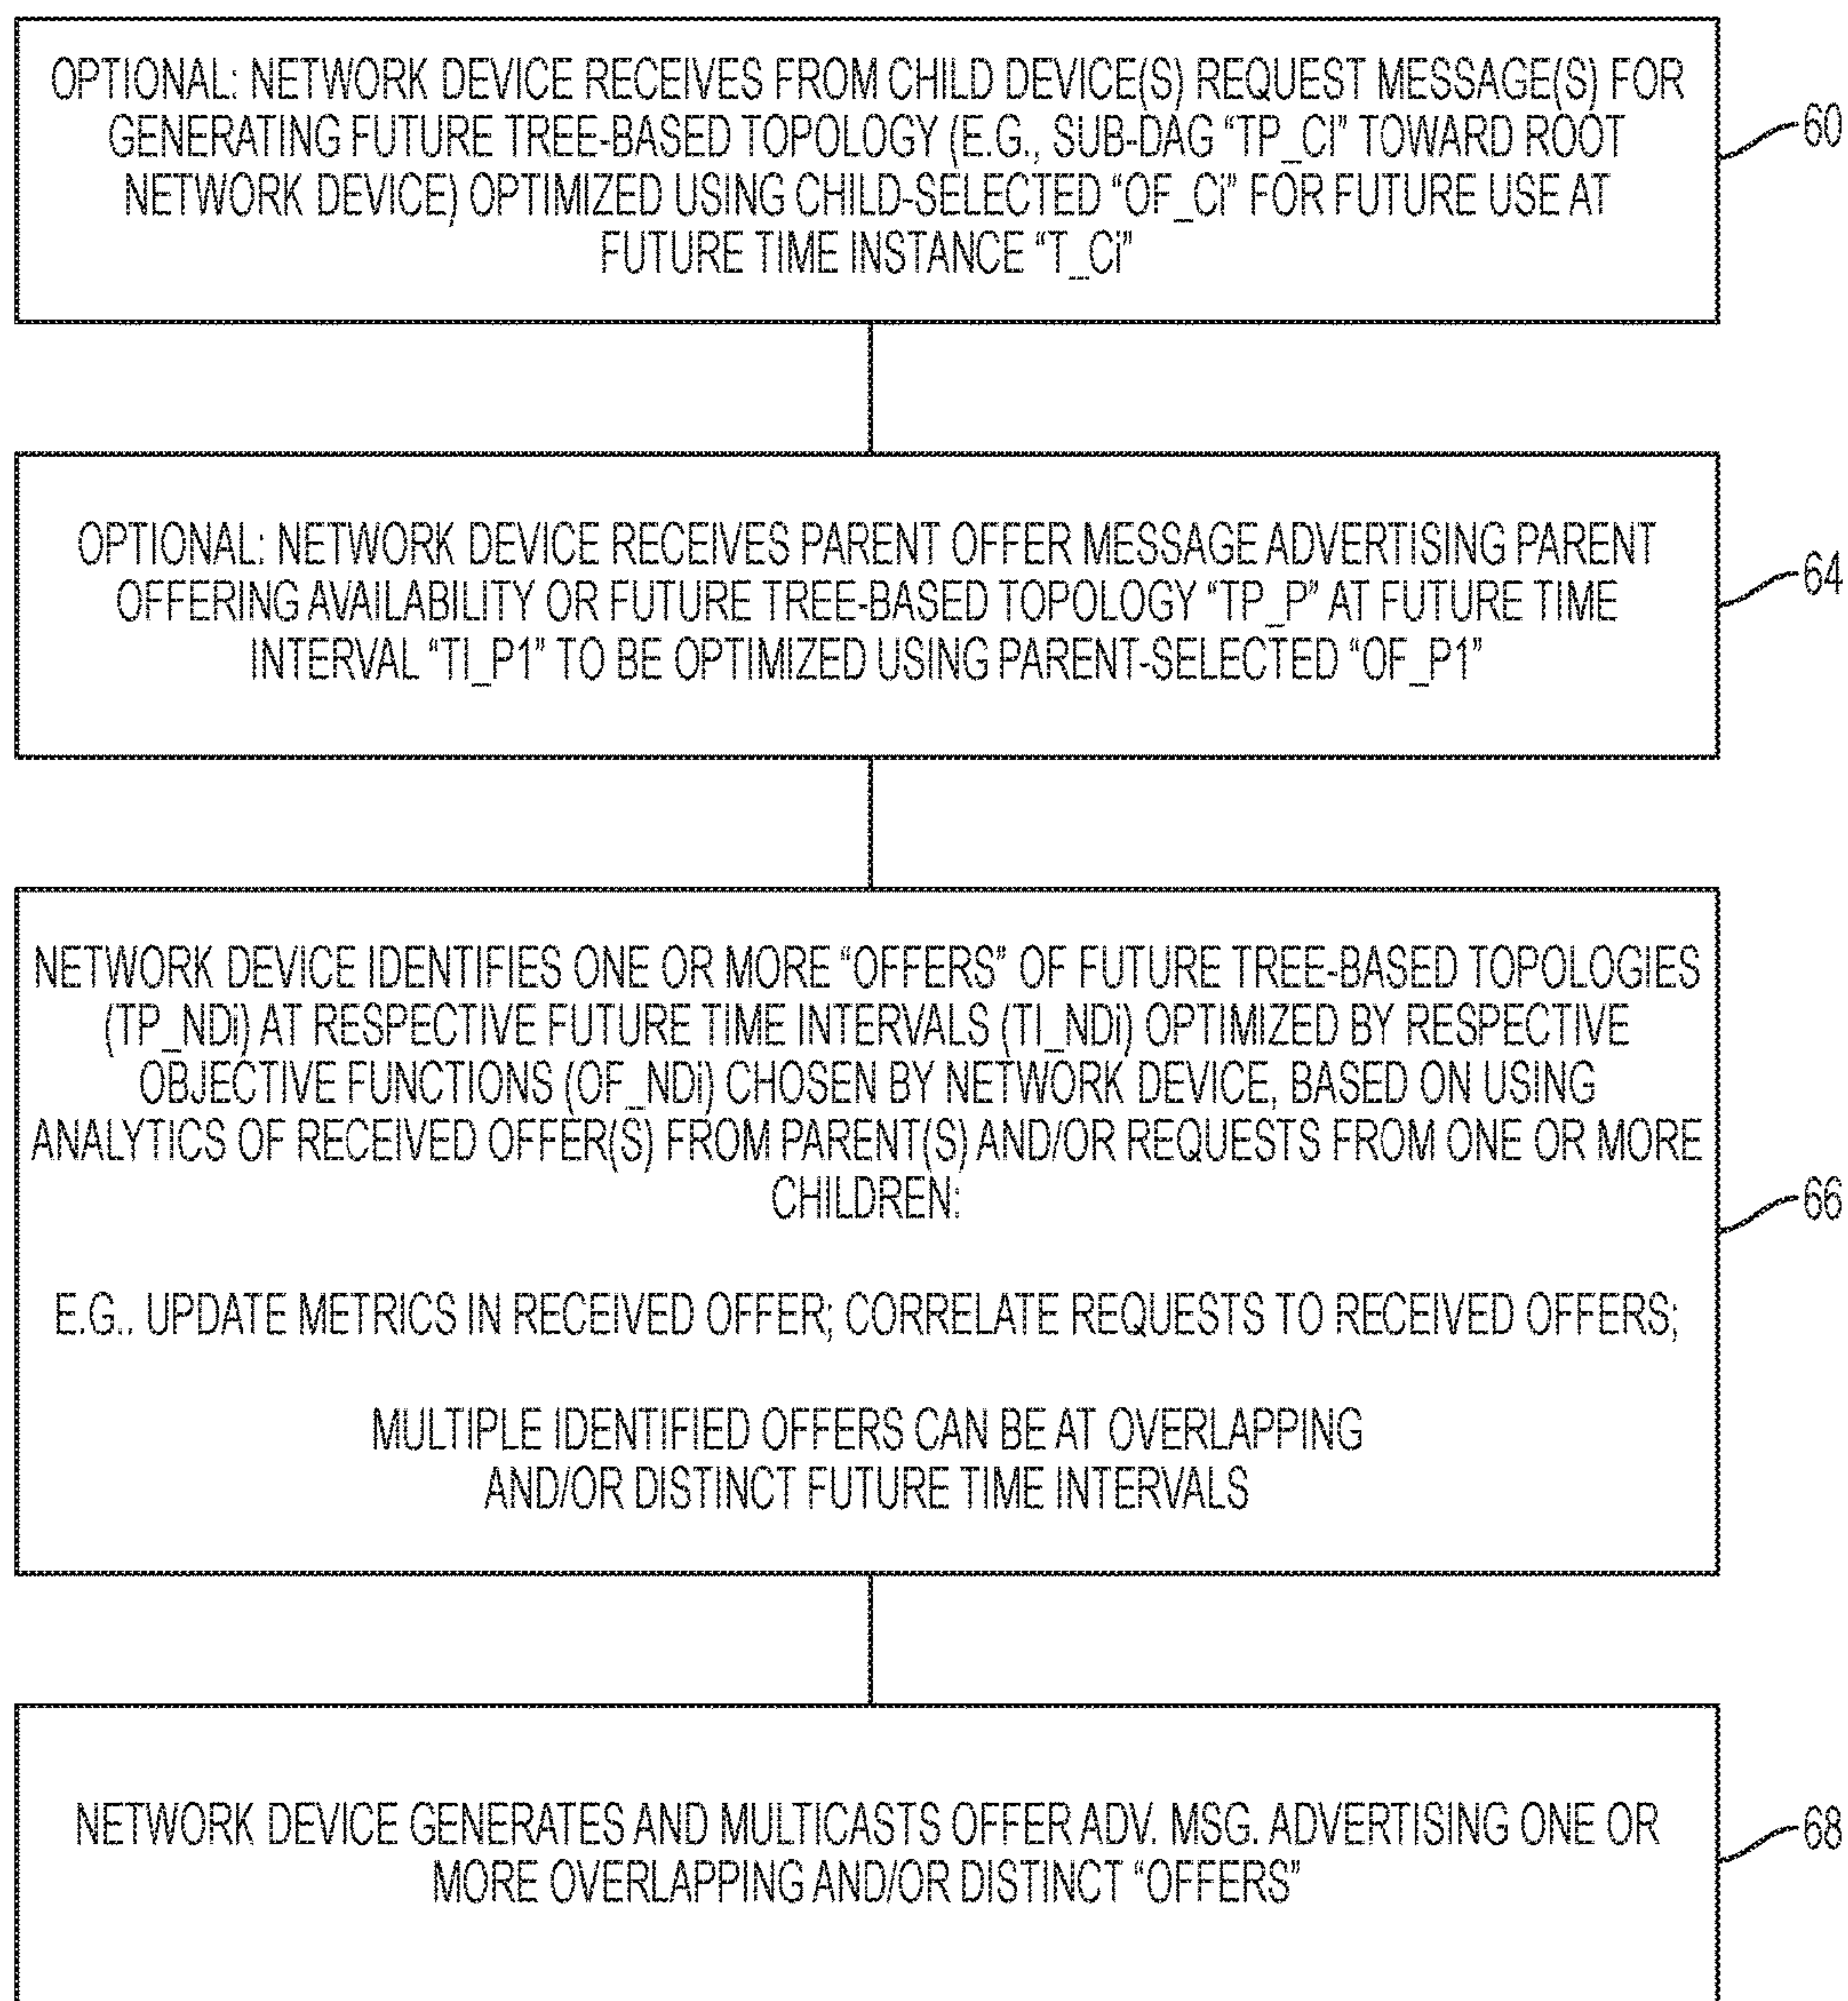 OPTIONAL: NETWORK DEVICE RECEIVES FROM CHILD DEVICE(S) REQUEST MESSAGE(S) FOR
GENERATING FUTURE TREE-BASED TOPOLOGY (E.G., SUB-DAG “TP_Ci” TOWARD ROOT
NETWORK DEVICE) OPTIMIZED USING CHILD-SELECTED “OF_Ci” FOR FUTURE USE AT
FUTURE TIME INSTANCE “T_Ci”
60
OPTIONAL: NETWORK DEVICE RECEIVES PARENT OFFER MESSAGE ADVERTISING PARENT
OFFERING AVAILABILITY OR FUTURE TREE-BASED TOPOLOGY “TP_P” AT FUTURE TIME
INTERVAL “TI_P1” TO BE OPTIMIZED USING PARENT-SELECTED “OF_P1”
64
NETWORK DEVICE IDENTIFIES ONE OR MORE “OFFERS” OF FUTURE TREE-BASED TOPOLOGIES
(TP_NDi) AT RESPECTIVE FUTURE TIME INTERVALS (TI_NDi) OPTIMIZED BY RESPECTIVE
OBJECTIVE FUNCTIONS (OF_NDi) CHOSEN BY NETWORK DEVICE, BASED ON USING
ANALYTICS OF RECEIVED OFFER(S) FROM PARENT(S) AND/OR REQUESTS FROM ONE OR MORE
CHILDREN:
E.G.. UPDATE METRICS IN RECEIVED OFFER; CORRELATE REQUESTS TO RECEIVED OFFERS;
MULTIPLE IDENTIFIED OFFERS CAN BE AT OVERLAPPING
AND/OR DISTINCT FUTURE TIME INTERVALS
66
NETWORK DEVICE GENERATES AND MULTICASTS OFFER ADV. MSG. ADVERTISING ONE OR
MORE OVERLAPPING AND/OR DISTINCT “OFFERS”
68